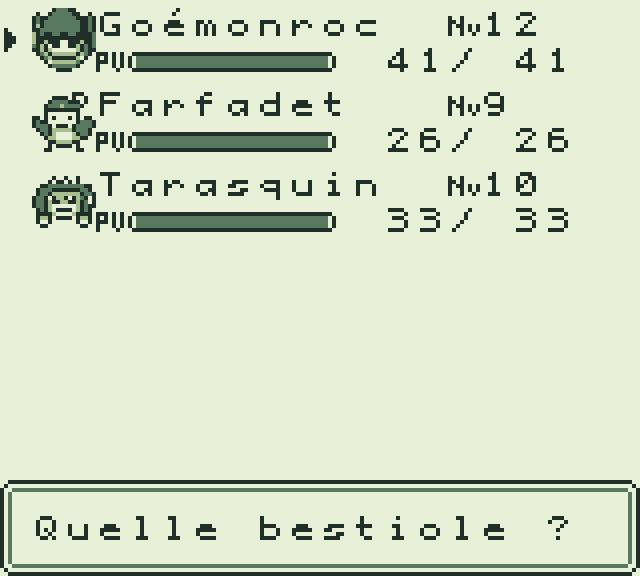 Goémonroc Nv12
PV 41/ 41
Farfadet Nv9
PV 26/ 26
Tarasquin Nv10
PV 33/ 33
Quelle bestiole ?